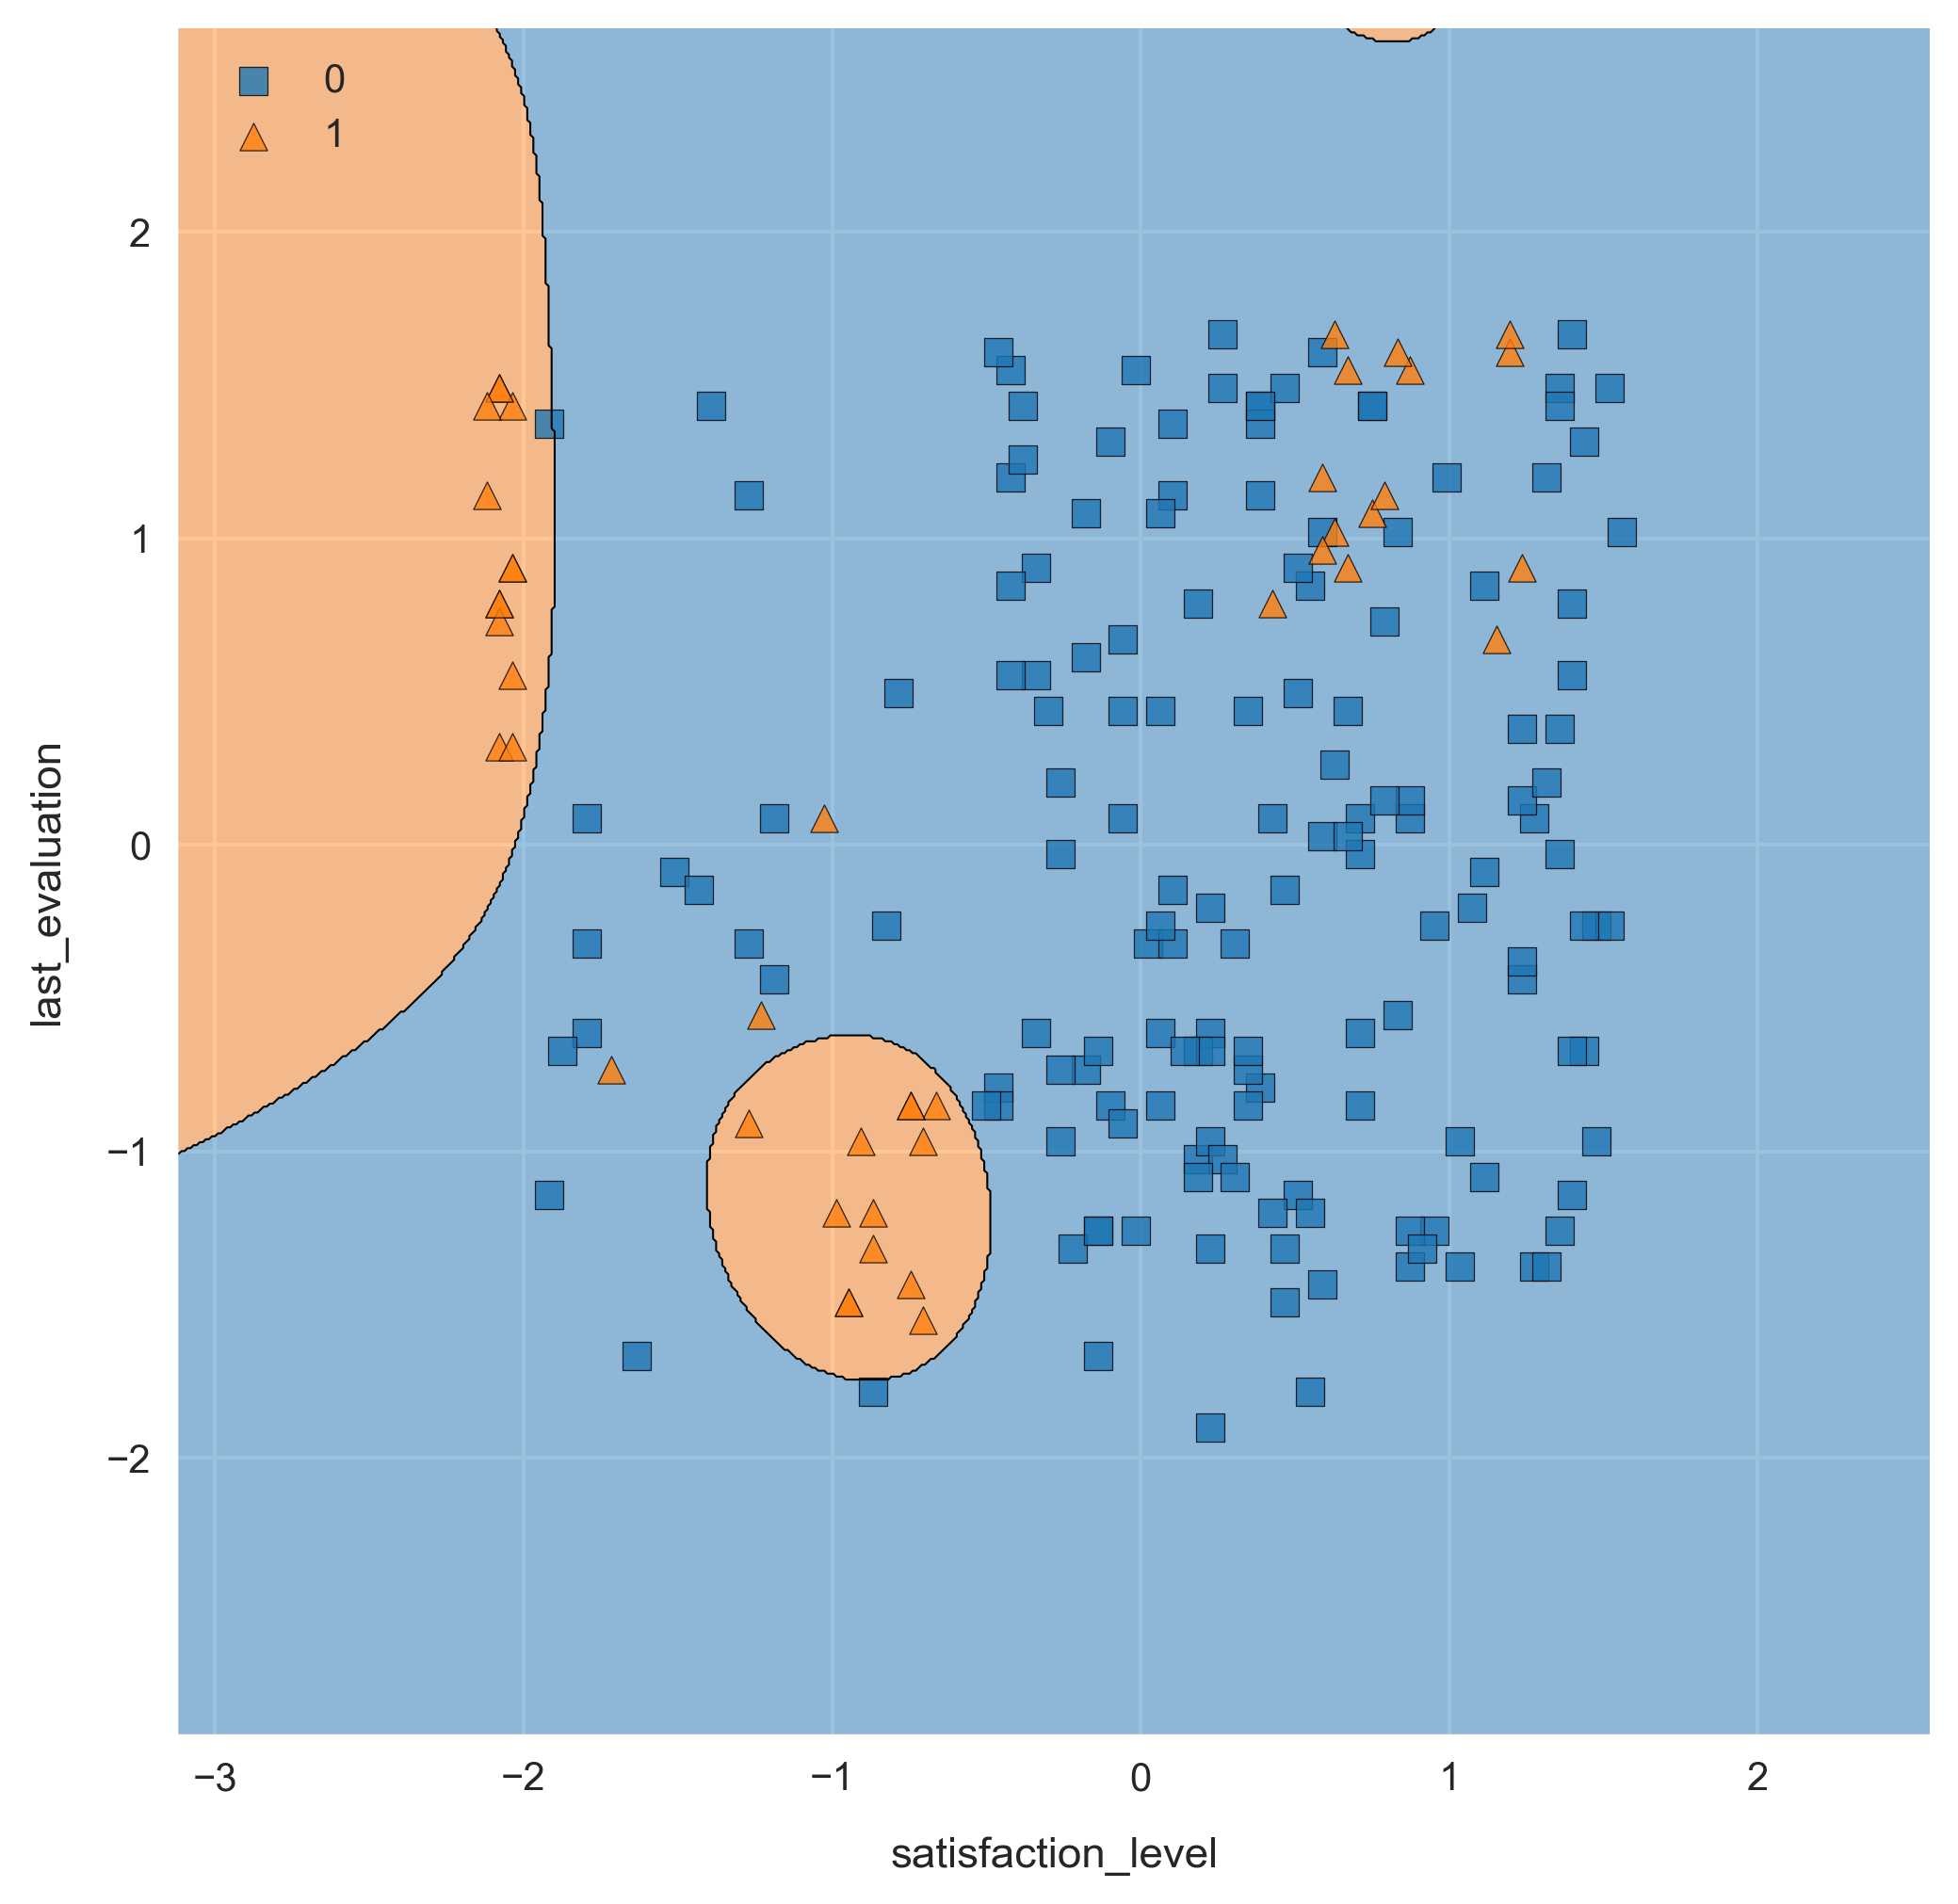 0
1
2
1
0
−1
−2
last_evaluation
−3 −2 −1 0 1 2
satisfaction_level